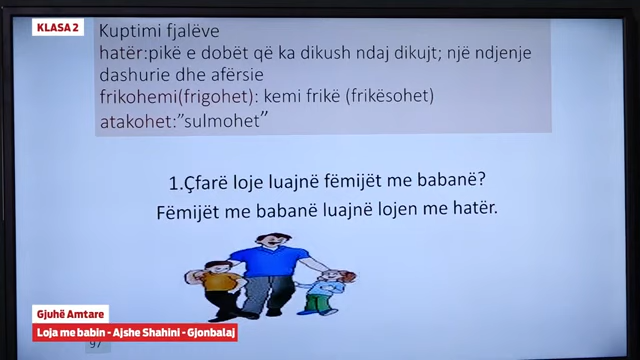 KLASA 2
Kuptimi fjalëve
hatër:pikë e dobët që ka dikush ndaj dikujt; një ndjenje
dashurie dhe afërsie
frikohemi(frigohet): kemi frikë (frikësohet)
atakohet:”sulmohet”
1.Çfarë loje luajnë fëmijët me babanë?
Fëmijët me babanë luajnë lojen me hatër.
Gjuhë Amtare
Loja me babin - Ajshe Shahini - Gjonbalaj
97